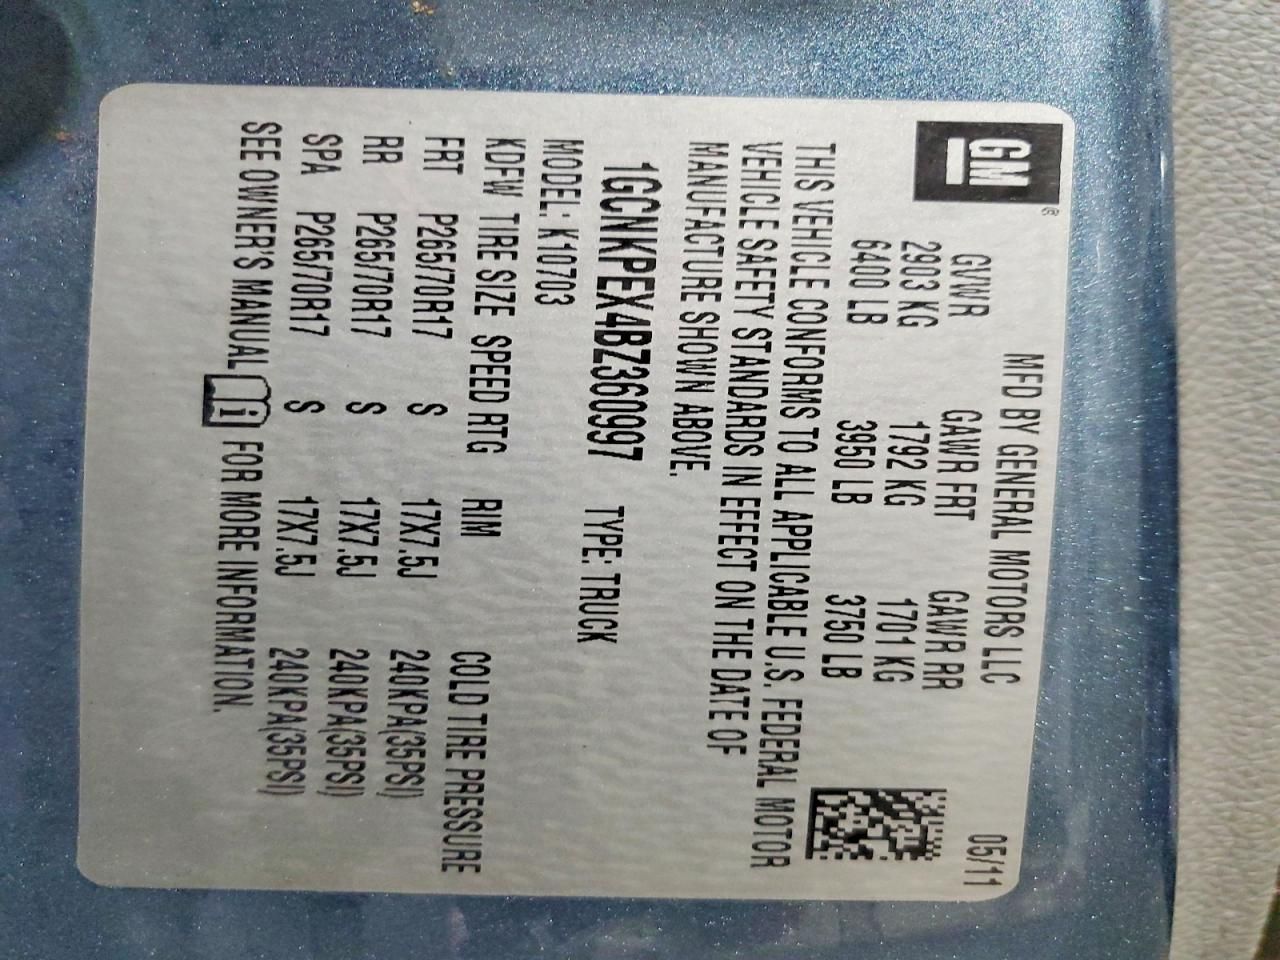 GM®
MFD BY GENERAL MOTORS LLC 05/11
GVWR GAWR FRT GAWR RR
2903 KG 1792 KG 1701 KG
6400 LB 3950 LB 3750 LB
THIS VEHICLE CONFORMS TO ALL APPLICABLE U.S. FEDERAL MOTOR
VEHICLE SAFETY STANDARDS IN EFFECT ON THE DATE OF
MANUFACTURE SHOWN ABOVE.
1GCNKPEX4BZ360997 TYPE: TRUCK
MODEL: K10703
KDFW TIRE SIZE SPEED RTG RIM COLD TIRE PRESSURE
FRT P265/70R17 S 17X7.5J 240KPA(35PSI)
RR P265/70R17 S 17X7.5J 240KPA(35PSI)
SPA P265/70R17 S 17X7.5J 240KPA(35PSI)
SEE OWNER'S MANUAL i FOR MORE INFORMATION.